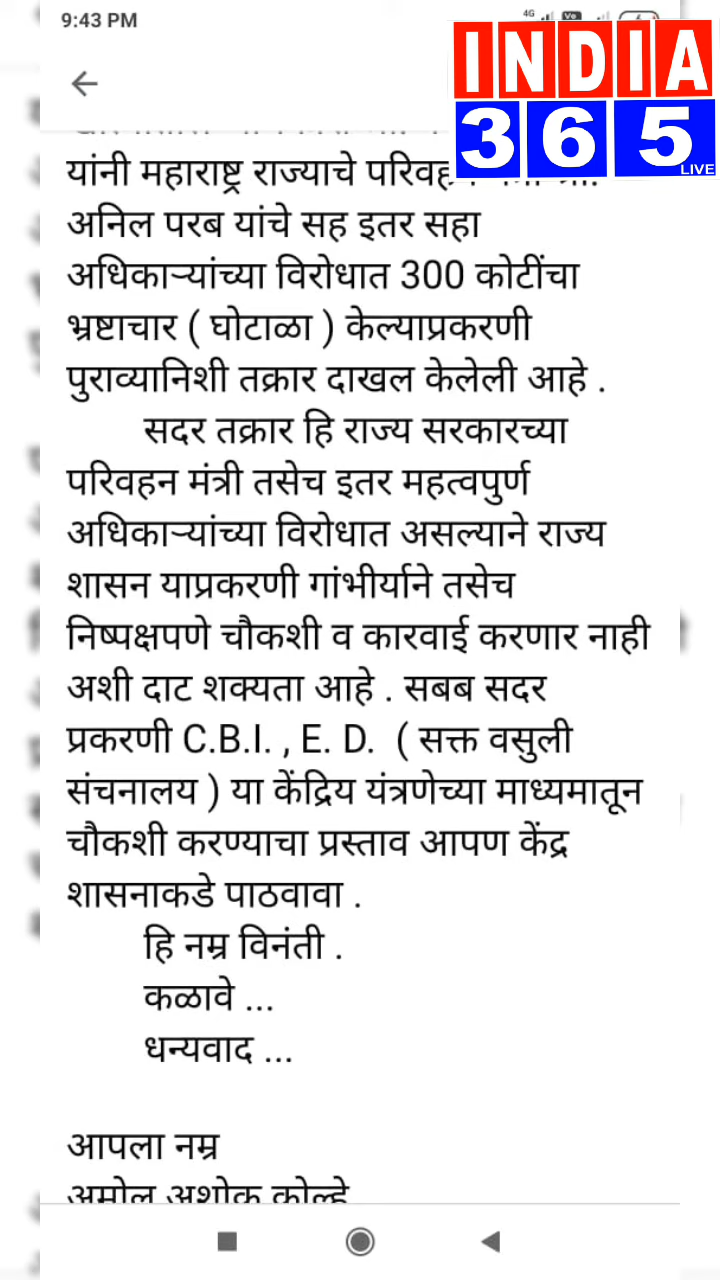 9:43 PM
4G
INDIA
365
LIVE
यांनी महाराष्ट्र राज्याचे
अनिल परब यांचे सह इतर सहा
अधिकाऱ्यांच्या विरोधात 300 कोटींचा
भ्रष्टाचार ( घोटाळा ) केल्याप्रकरणी
पुराव्यानिशी तक्रार दाखल केलेली आहे .
सदर तक्रार हि राज्य सरकारच्या
परिवहन मंत्री तसेच इतर महत्वपुर्ण
अधिकाऱ्यांच्या विरोधात असल्याने राज्य
शासन याप्रकरणी गांभीर्याने तसेच
निष्पक्षपणे चौकशी व कारवाई करणार नाही
अशी दाट शक्यता आहे . सबब सदर
प्रकरणी C.B.I. , E. D. ( सक्त वसुली
संचनालय ) या केंद्रिय यंत्रणेच्या माध्यमातून
चौकशी करण्याचा प्रस्ताव आपण केंद्र
शासनाकडे पाठवावा .
हि नम्र विनंती .
कळावे ...
धन्यवाद ...
आपला नम्र
अमोल अशोक कोल्हे